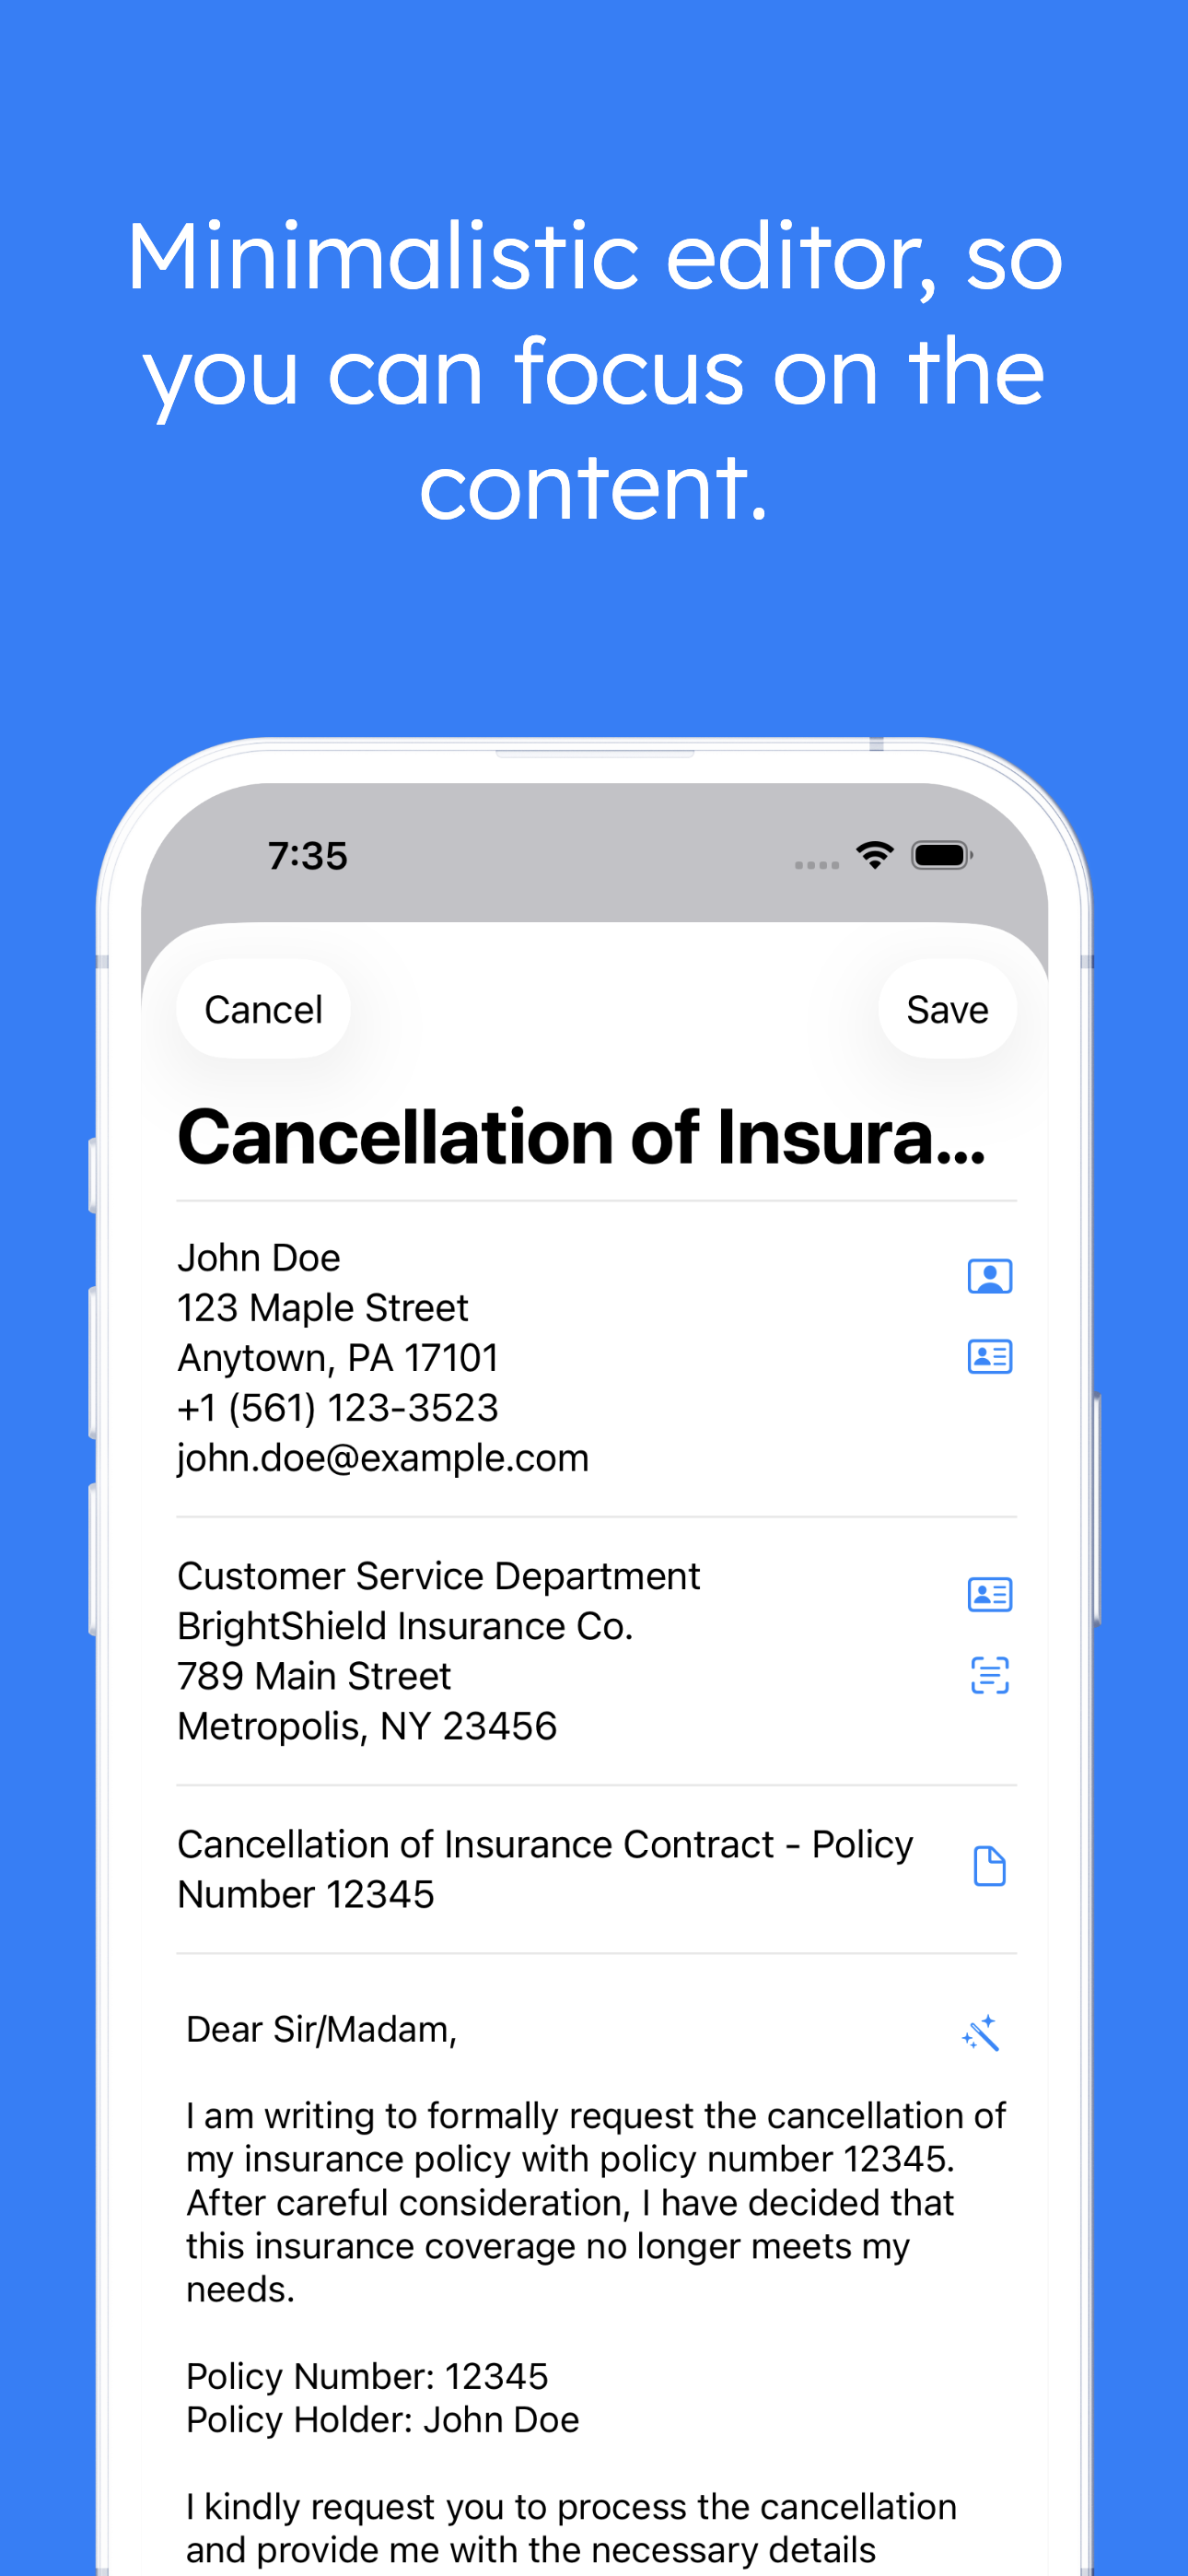 Minimalistic editor, so
you can focus on the
content.
7:35
Cancel
Save
Cancellation of Insura...
John Doe
123 Maple Street
Anytown, PA 17101
+1 (561) 123-3523
john.doe@example.com
Customer Service Department
BrightShield Insurance Co.
789 Main Street
Metropolis, NY 23456
Cancellation of Insurance Contract - Policy
Number 12345
Dear Sir/Madam,
I am writing to formally request the cancellation of
my insurance policy with policy number 12345.
After careful consideration, I have decided that
this insurance coverage no longer meets my
needs.
Policy Number: 12345
Policy Holder: John Doe
I kindly request you to process the cancellation
and provide me with the necessary details